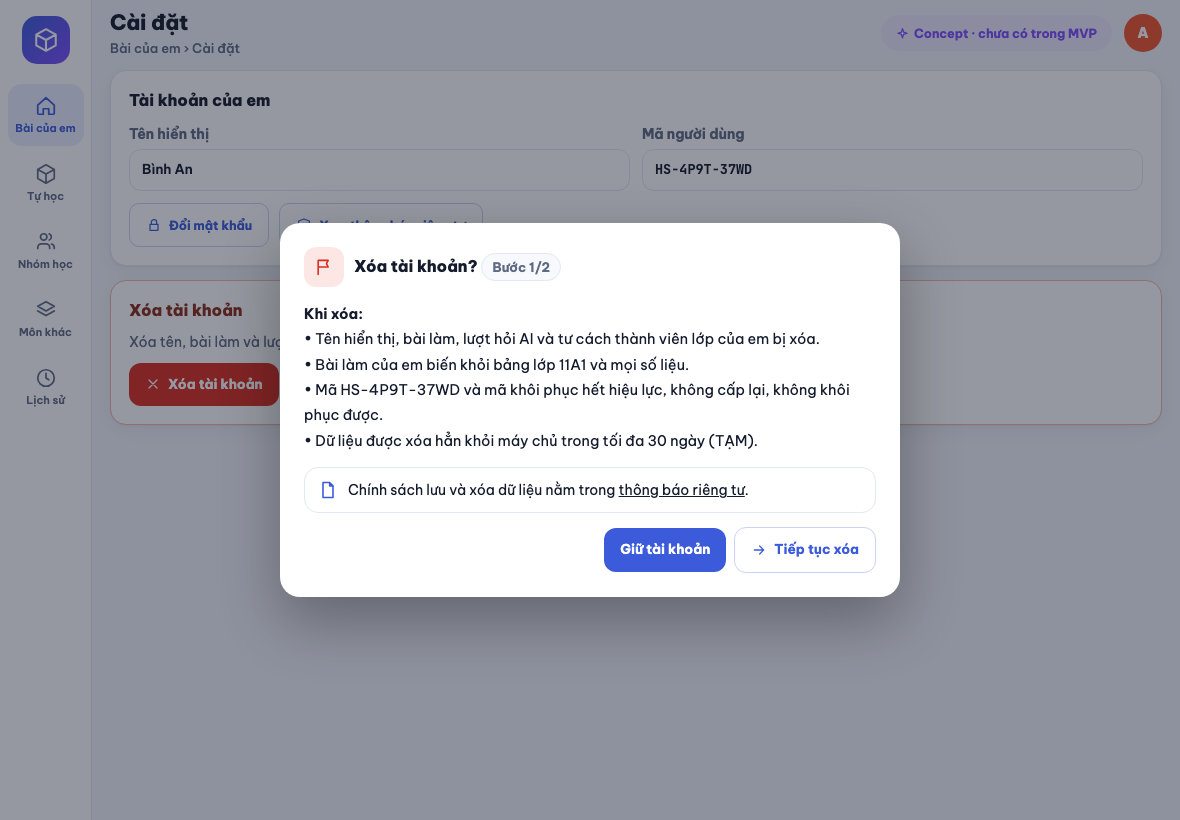 Cài đặt
Bài của em › Cài đặt
Concept · chưa có trong MVP
A
Bài của em
Tự học
Nhóm học
Môn khác
Lịch sử
Tài khoản của em
Tên hiển thị
Mã người dùng
Bình An
HS-4P9T-37WD
Đổi mật khẩu
Xóa tài khoản
Xóa tên, bài làm và
Xóa tài khoản
Xóa tài khoản?
Bước 1/2
Khi xóa:
• Tên hiển thị, bài làm, lượt hỏi AI và tư cách thành viên lớp của em bị xóa.
• Bài làm của em biến khỏi bảng lớp 11A1 và mọi số liệu.
• Mã HS-4P9T-37WD và mã khôi phục hết hiệu lực, không cấp lại, không khôi
phục được.
• Dữ liệu được xóa hẳn khỏi máy chủ trong tối đa 30 ngày (TẠM).
Chính sách lưu và xóa dữ liệu nằm trong thông báo riêng tư.
Giữ tài khoản
Tiếp tục xóa